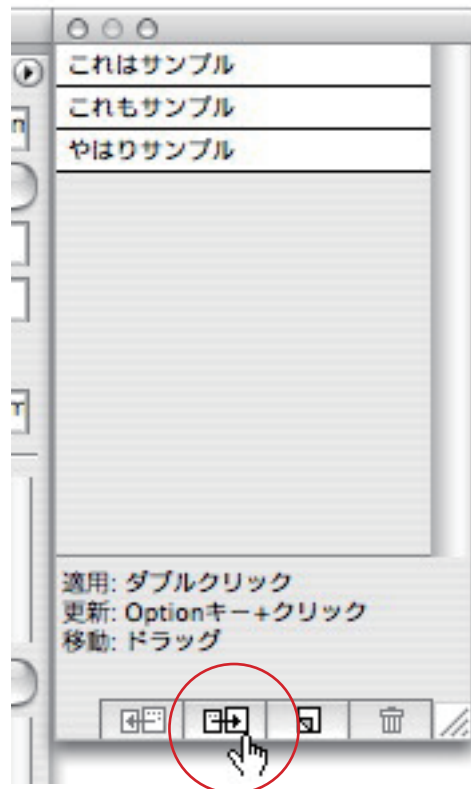 これはサンプル
これもサンプル
やはりサンプル
適用: ダブルクリック
更新: Optionキー+クリック
移動: ドラッグ